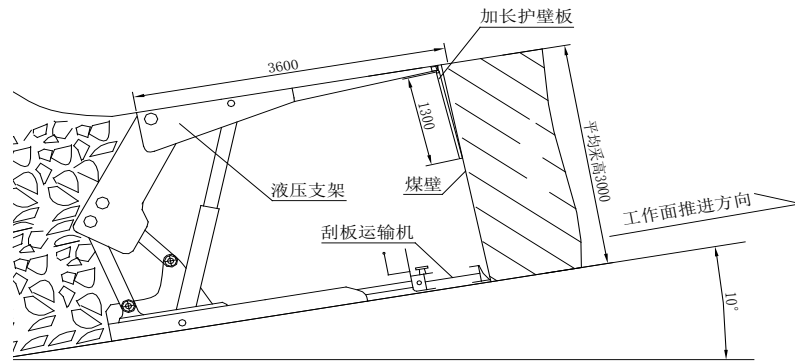 加长护壁板
3600
1300
平均采高3000
液压支架
煤壁
工作面推进方向
刮板运输机
10°